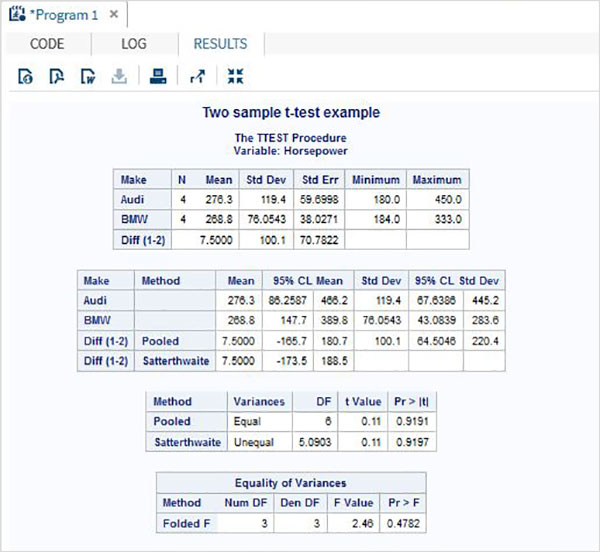 *Program 1 ×
CODE LOG RESULTS
Two sample t-test example
The TTEST Procedure
Variable: Horsepower
Make N Mean Std Dev Std Err Minimum Maximum
Audi 4 276.3 119.4 59.6998 180.0 450.0
BMW 4 268.8 76.0543 38.0271 184.0 333.0
Diff (1-2) 7.5000 100.1 70.7822
Make Method Mean 95% CL Mean Std Dev 95% CL Std Dev
Audi 276.3 86.2587 466.2 119.4 67.6386 445.2
BMW 268.8 147.7 389.8 76.0543 43.0839 283.6
Diff (1-2) Pooled 7.5000 -165.7 180.7 100.1 64.5046 220.4
Diff (1-2) Satterthwaite 7.5000 -173.5 188.5
Method Variances DF t Value Pr > |t|
Pooled Equal 6 0.11 0.9191
Satterthwaite Unequal 5.0903 0.11 0.9197
Equality of Variances
Method Num DF Den DF F Value Pr > F
Folded F 3 3 2.46 0.4782